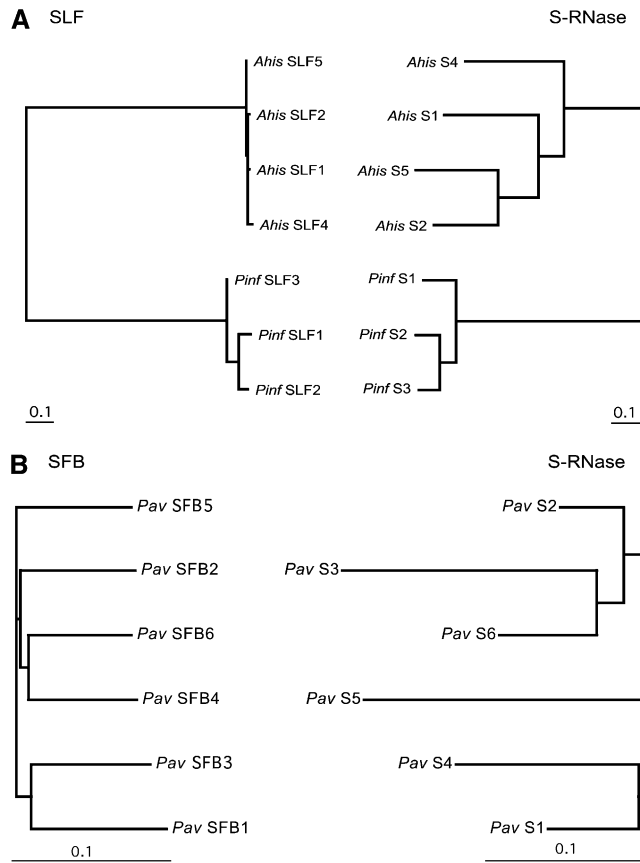 A SLF S-RNase
Ahis SLF5 Ahis S4
Ahis SLF2 Ahis S1
Ahis SLF1 Ahis S5
Ahis SLF4 Ahis S2
Pinf SLF3 Pinf S1
Pinf SLF1 Pinf S2
Pinf SLF2 Pinf S3
0.1 0.1
B SFB S-RNase
Pav SFB5 Pav S2
Pav SFB2 Pav S3
Pav SFB6 Pav S6
Pav SFB4 Pav S5
Pav SFB3 Pav S4
Pav SFB1 Pav S1
0.1 0.1